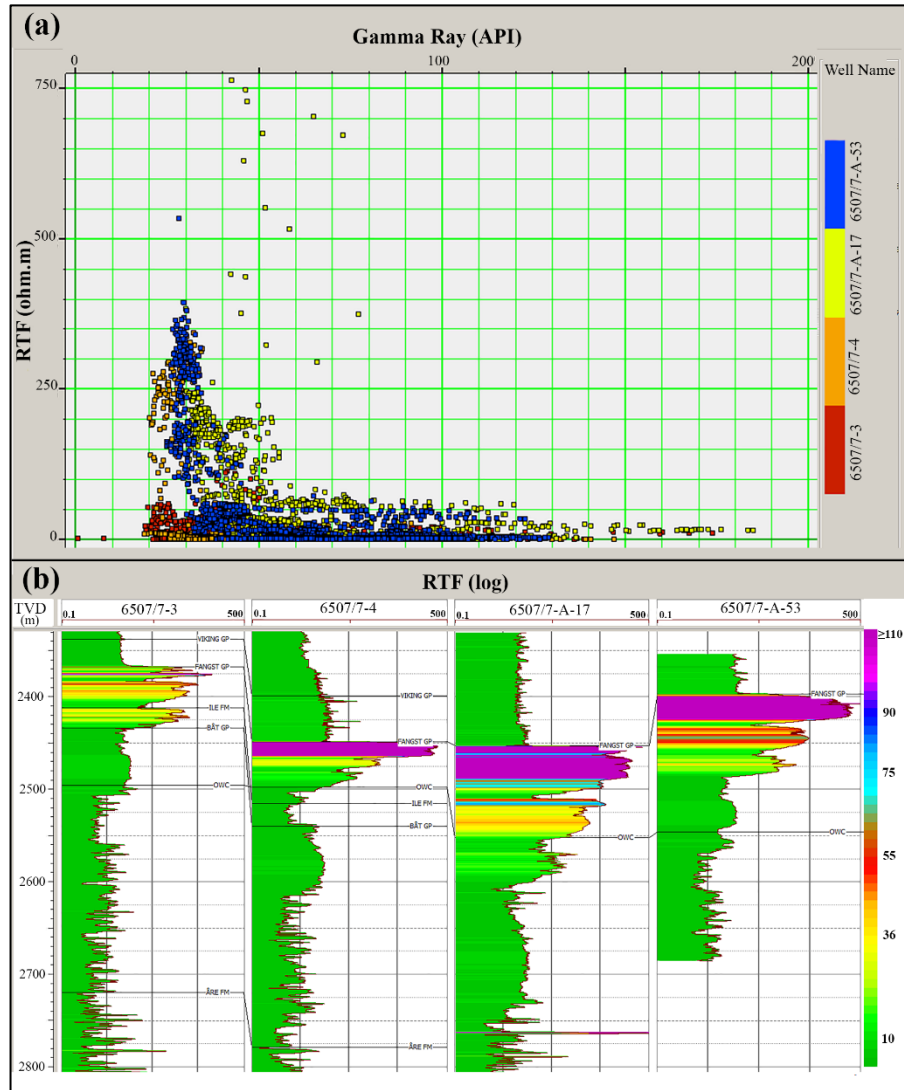 (a)
Gamma Ray (API)
0 100 200
Well Name
750
500
250
0
RTF (ohm.m)
6507/7-A-53
6507/7-A-17
6507/7-4
6507/7-3
(b)
RTF (log)
TVD
(m)
0.1 6507/7-3 500
0.1 6507/7-4 500
0.1 6507/7-A-17 500
0.1 6507/7-A-53 500
VIKING GP
FANGST GP
ILE FM
BÅT GP
OWC
ÅRE FM
VIKING GP
FANGST GP
OWC
ILE FM
BÅT GP
ÅRE FM
FANGST GP
OWC
FANGST GP
OWC
2400
2500
2600
2700
2800
≥110
90
75
55
36
10